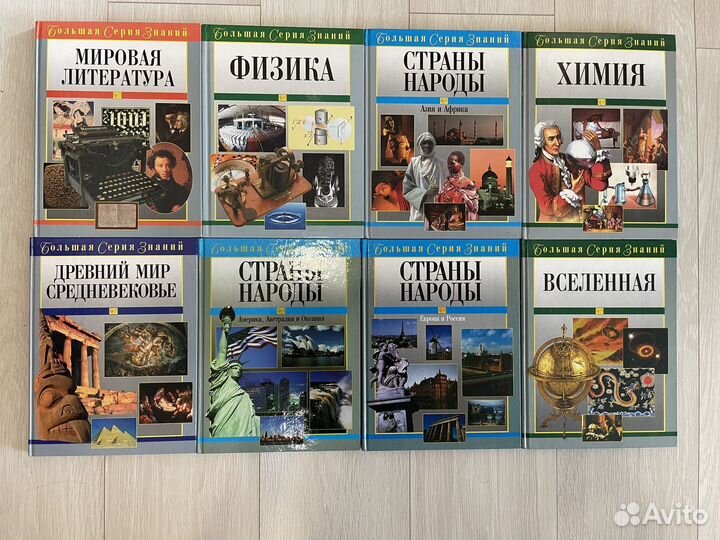 Большая Серия Знаний
МИРОВАЯ
ЛИТЕРАТУРА
Большая Серия Знаний
ФИЗИКА
Большая Серия Знаний
СТРАНЫ
НАРОДЫ
Азия и Африка
Большая Серия Знаний
ХИМИЯ
Большая Серия Знаний
ДРЕВНИЙ МИР
СРЕДНЕВЕКОВЬЕ
Большая Серия Знаний
СТРАНЫ
НАРОДЫ
Америка, Австралия и Океания
Большая Серия Знаний
СТРАНЫ
НАРОДЫ
Европа и Россия
Большая Серия Знаний
ВСЕЛЕННАЯ
Avito